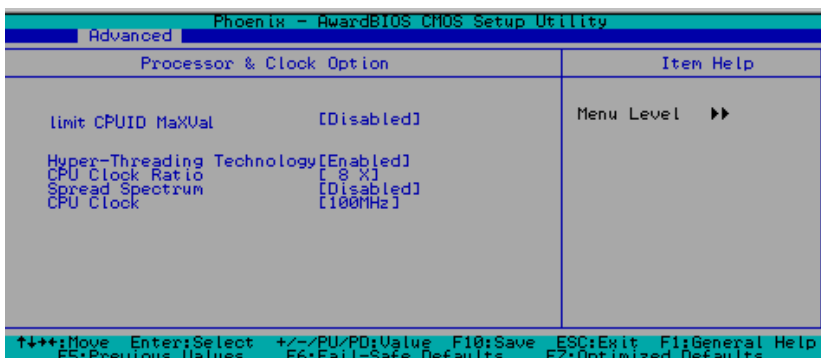 Phoenix - AwardBIOS CMOS Setup Utility
Advanced
Processor & Clock Option
Item Help
limit CPUID MaXVal [Disabled]
Menu Level ▶▶
Hyper-Threading Technology[Enabled]
CPU Clock Ratio [ 8 X]
Spread Spectrum [Disabled]
CPU Clock [100MHz]
↑↓→←:Move Enter:Select +/-/PU/PD:Value F10:Save ESC:Exit F1:General Help
F5:Previous Values F6:Fail-Safe Defaults F7:Optimized Defaults